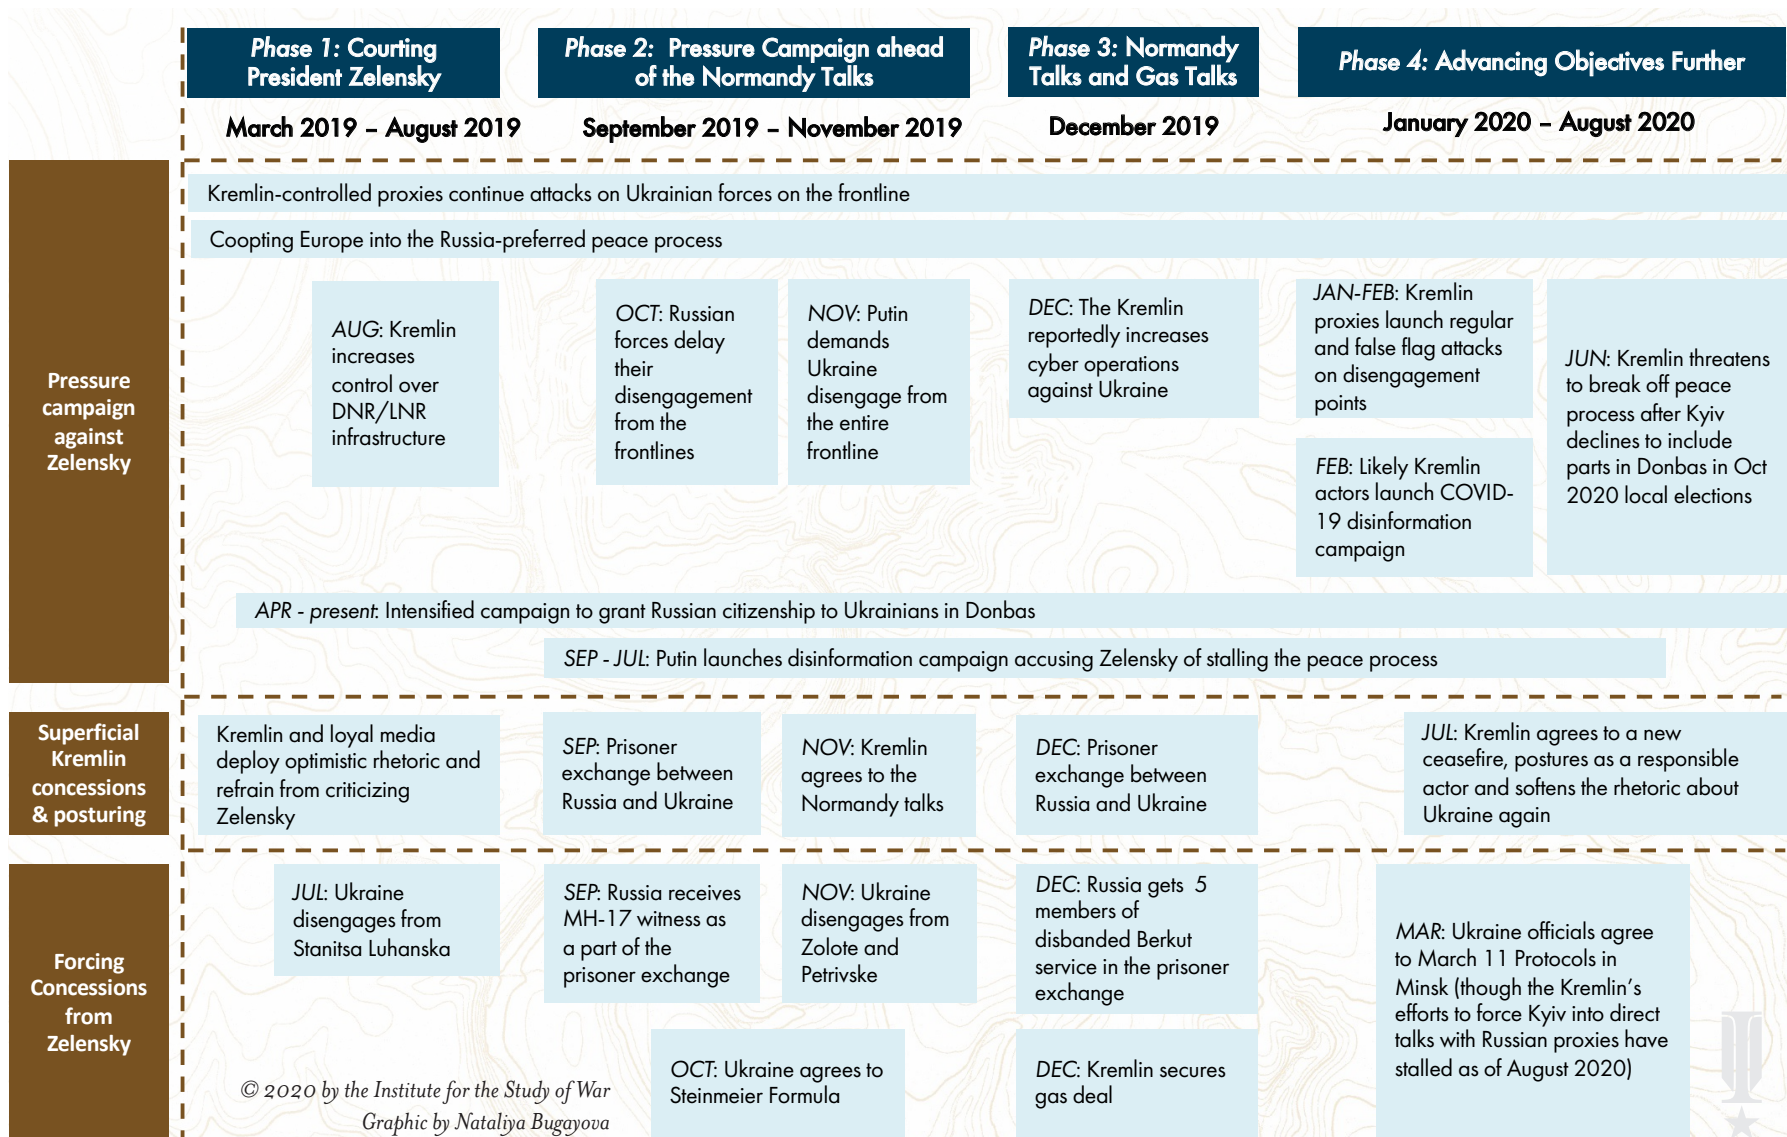 Phase 1: Courting
President Zelensky
Phase 2: Pressure Campaign ahead
of the Normandy Talks
Phase 3: Normandy
Talks and Gas Talks
Phase 4: Advancing Objectives Further
March 2019 – August 2019
September 2019 – November 2019
December 2019
January 2020 – August 2020
Pressure
campaign
against
Zelensky
Kremlin-controlled proxies continue attacks on Ukrainian forces on the frontline
Coopting Europe into the Russia-preferred peace process
AUG: Kremlin
increases
control over
DNR/LNR
infrastructure
OCT: Russian
forces delay
their
disengagement
from the
frontlines
NOV: Putin
demands
Ukraine
disengage from
the entire
frontline
DEC: The Kremlin
reportedly increases
cyber operations
against Ukraine
JAN-FEB: Kremlin
proxies launch regular
and false flag attacks
on disengagement
points
FEB: Likely Kremlin
actors launch COVID-
19 disinformation
campaign
JUN: Kremlin threatens
to break off peace
process after Kyiv
declines to include
parts in Donbas in Oct
2020 local elections
APR - present: Intensified campaign to grant Russian citizenship to Ukrainians in Donbas
SEP - JUL: Putin launches disinformation campaign accusing Zelensky of stalling the peace process
Superficial
Kremlin
concessions
& posturing
Kremlin and loyal media
deploy optimistic rhetoric and
refrain from criticizing
Zelensky
SEP: Prisoner
exchange between
Russia and Ukraine
NOV: Kremlin
agrees to the
Normandy talks
DEC: Prisoner
exchange between
Russia and Ukraine
JUL: Kremlin agrees to a new
ceasefire, postures as a responsible
actor and softens the rhetoric about
Ukraine again
Forcing
Concessions
from
Zelensky
JUL: Ukraine
disengages from
Stanitsa Luhanska
SEP: Russia receives
MH-17 witness as
a part of the
prisoner exchange
NOV: Ukraine
disengages from
Zolote and
Petrivske
DEC: Russia gets 5
members of
disbanded Berkut
service in the prisoner
exchange
MAR: Ukraine officials agree
to March 11 Protocols in
Minsk (though the Kremlin's
efforts to force Kyiv into direct
talks with Russian proxies have
stalled as of August 2020)
OCT: Ukraine agrees to
Steinmeier Formula
DEC: Kremlin secures
gas deal
© 2020 by the Institute for the Study of War
Graphic by Nataliya Bugayova